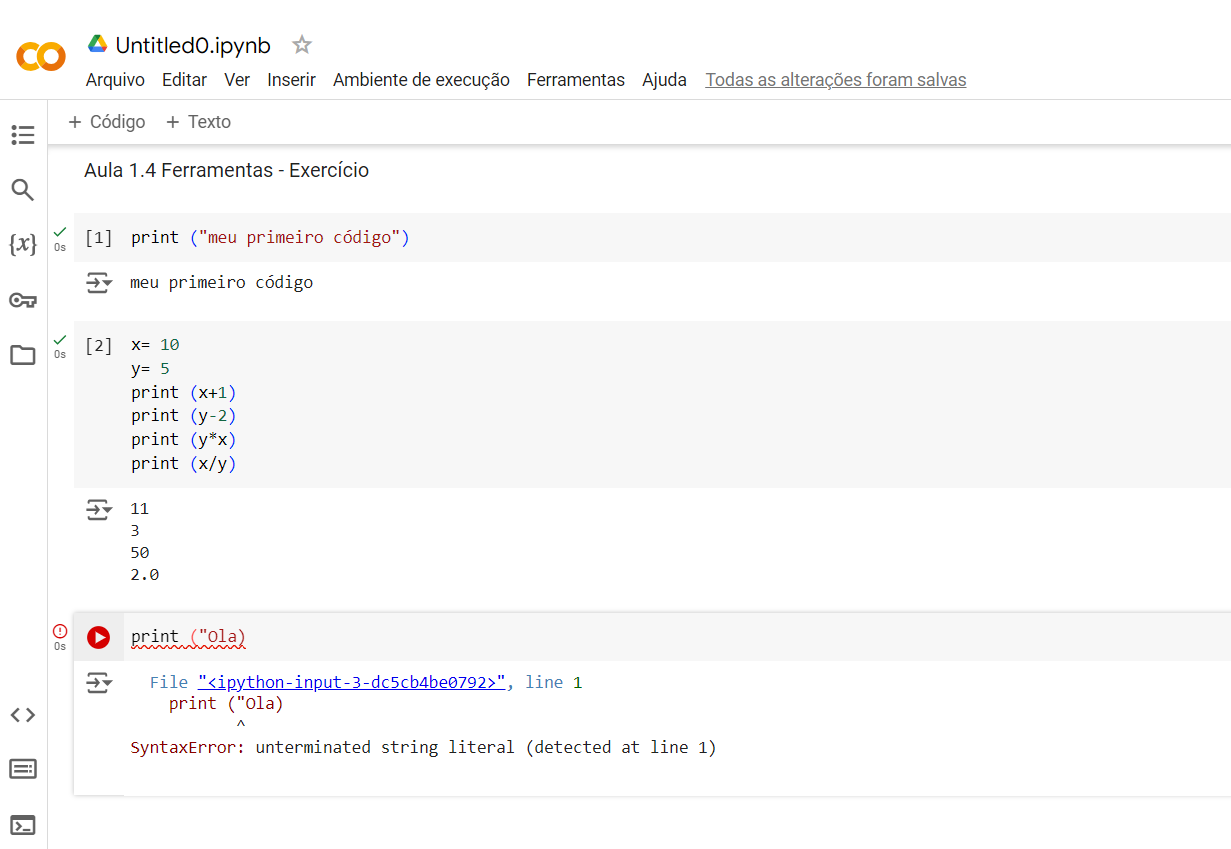 Untitled0.ipynb
Arquivo Editar Ver Inserir Ambiente de execução Ferramentas Ajuda Todas as alterações foram salvas
+ Código + Texto
Aula 1.4 Ferramentas - Exercício
0s
[1] print ("meu primeiro código")
meu primeiro código
0s
[2] x= 10
y= 5
print (x+1)
print (y-2)
print (y*x)
print (x/y)
11
3
50
2.0
0s
print ("Ola)
File "<ipython-input-3-dc5cb4be0792>", line 1
print ("Ola)
^
SyntaxError: unterminated string literal (detected at line 1)